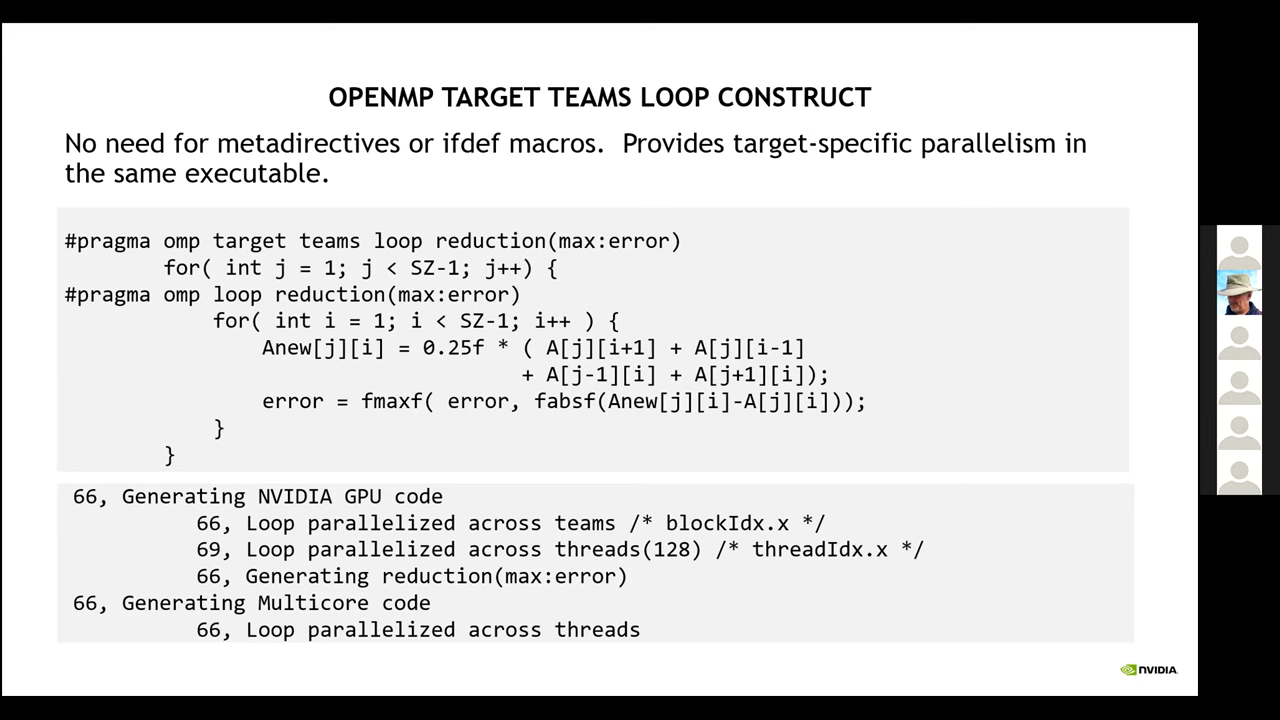 OPENMP TARGET TEAMS LOOP CONSTRUCT
No need for metadirectives or ifdef macros.  Provides target-specific parallelism in
the same executable.
#pragma omp target teams loop reduction(max:error)
        for( int j = 1; j < SZ-1; j++) {
#pragma omp loop reduction(max:error)
            for( int i = 1; i < SZ-1; i++ ) {
                Anew[j][i] = 0.25f * ( A[j][i+1] + A[j][i-1]
                                     + A[j-1][i] + A[j+1][i]);
                error = fmaxf( error, fabsf(Anew[j][i]-A[j][i]));
            }
        }
66, Generating NVIDIA GPU code
          66, Loop parallelized across teams /* blockIdx.x */
          69, Loop parallelized across threads(128) /* threadIdx.x */
          66, Generating reduction(max:error)
66, Generating Multicore code
          66, Loop parallelized across threads
NVIDIA.